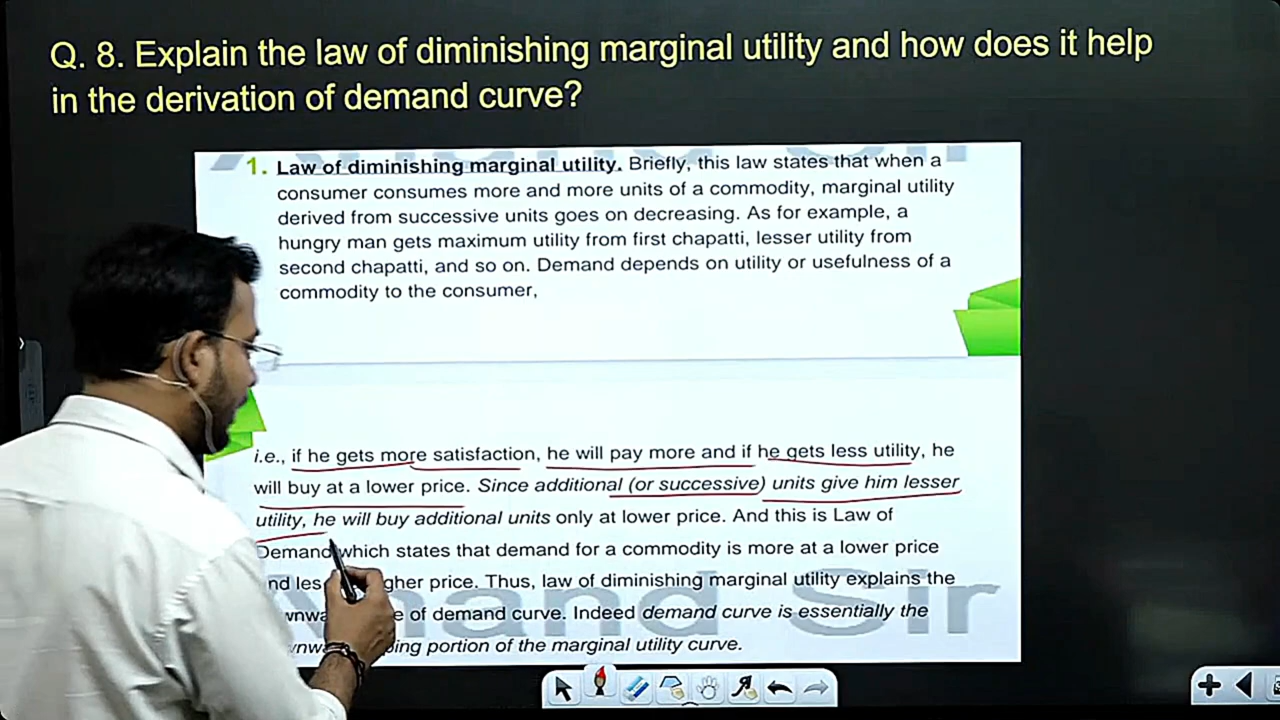 Q. 8. Explain the law of diminishing marginal utility and how does it help
in the derivation of demand curve?
1. Law of diminishing marginal utility. Briefly, this law states that when a
consumer consumes more and more units of a commodity, marginal utility
derived from successive units goes on decreasing. As for example, a
hungry man gets maximum utility from first chapatti, lesser utility from
second chapatti, and so on. Demand depends on utility or usefulness of a
commodity to the consumer,
i.e., if he gets more satisfaction, he will pay more and if he gets less utility, he
will buy at a lower price. Since additional (or successive) units give him lesser
utility, he will buy additional units only at lower price. And this is Law of
Demand which states that demand for a commodity is more at a lower price
price. Thus, law of diminishing marginal utility explains the
of demand curve. Indeed demand curve is essentially the
portion of the marginal utility curve.
Anand Sir